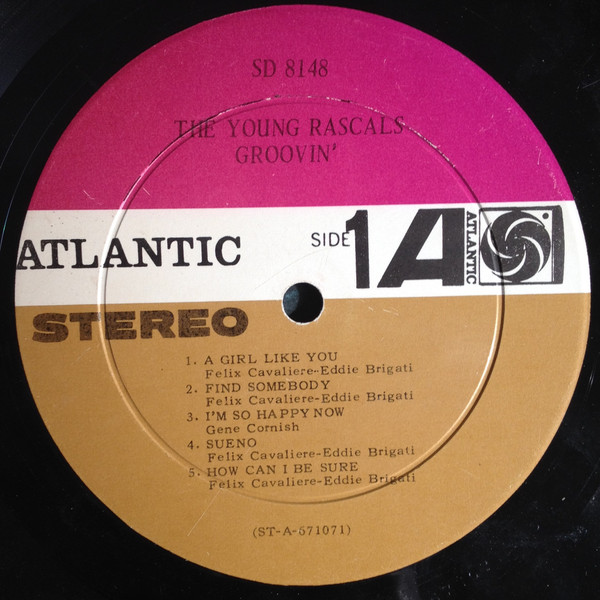 SD 8148
THE YOUNG RASCALS
GROOVIN'
ATLANTIC
SIDE 1
A
ATLANTIC
STEREO
1. A GIRL LIKE YOU
Felix Cavaliere-Eddie Brigati
2. FIND SOMEBODY
Felix Cavaliere-Eddie Brigati
3. I'M SO HAPPY NOW
Gene Cornish
4. SUENO
Felix Cavaliere-Eddie Brigati
5. HOW CAN I BE SURE
Felix Cavaliere-Eddie Brigati
(ST-A-671071)